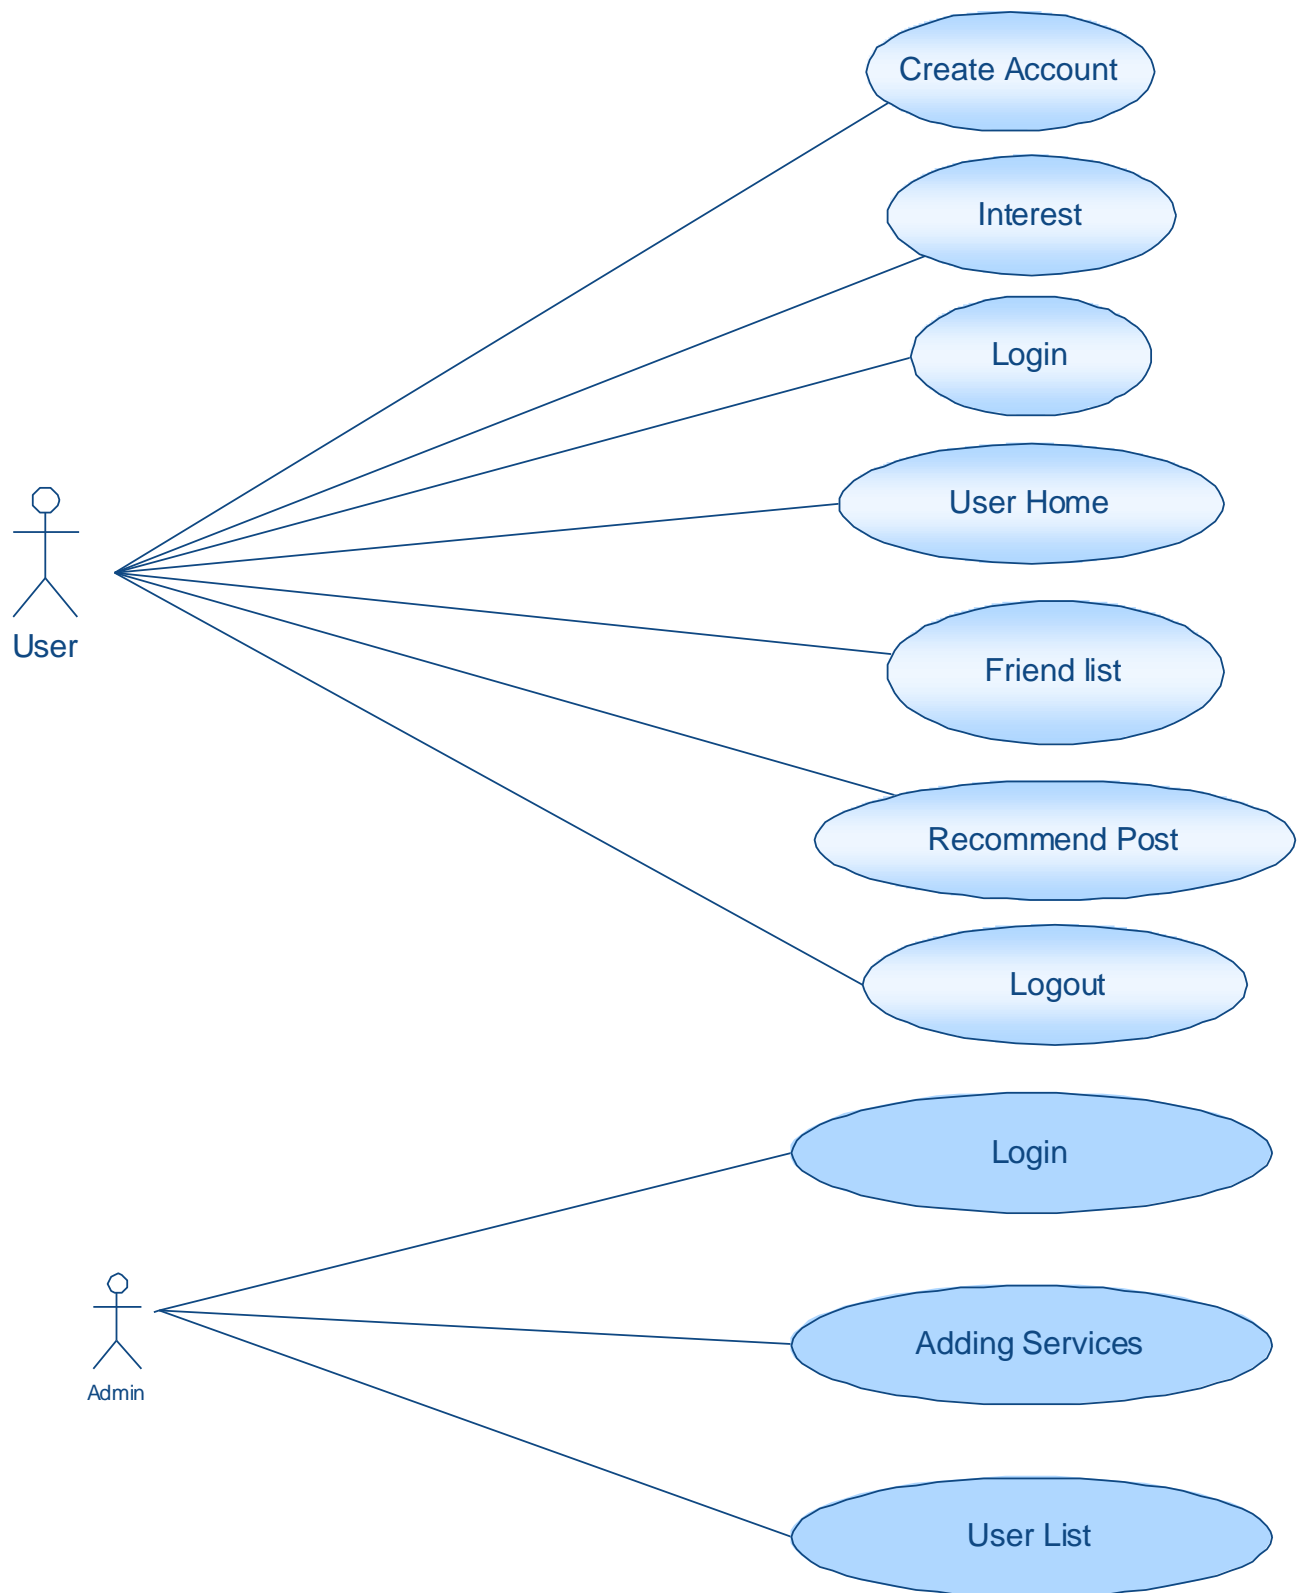 Create Account
Interest
Login
User Home
User
Friend list
Recommend Post
Logout
Login
Adding Services
Admin
User List